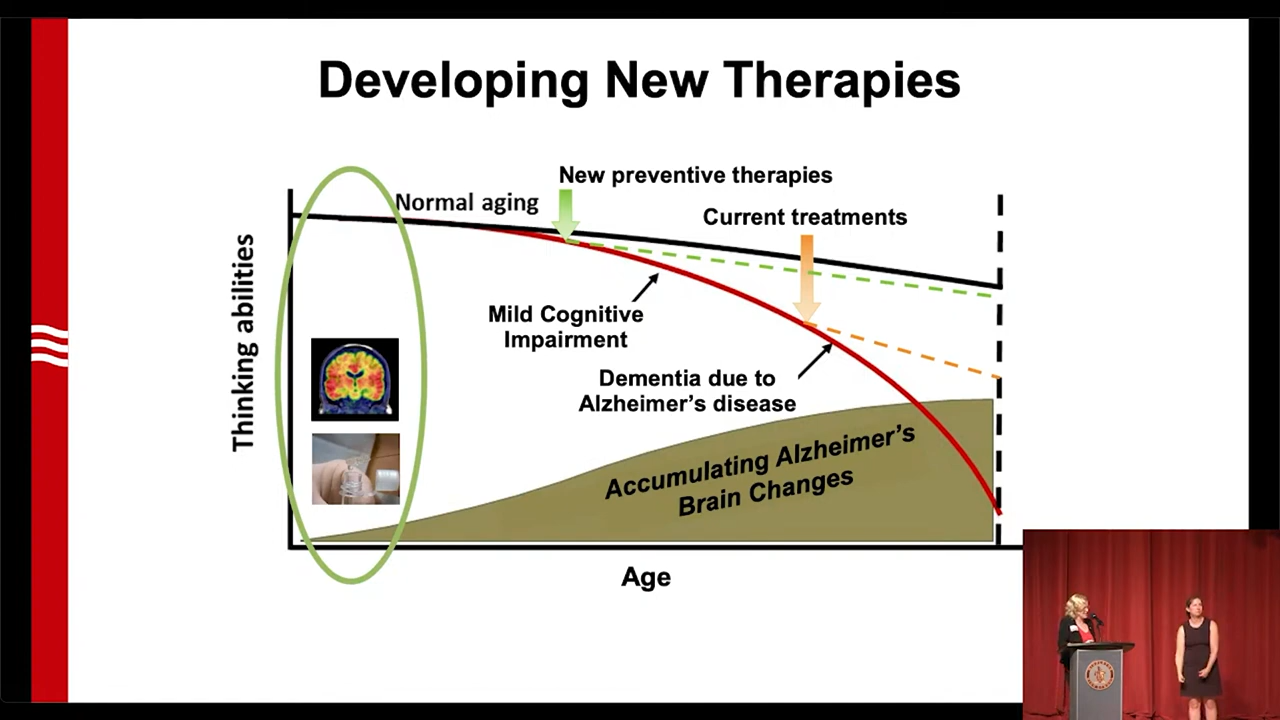 Developing New Therapies
New preventive therapies
Normal aging
Current treatments
Thinking abilities
Mild Cognitive
Impairment
Dementia due to
Alzheimer’s disease
Accumulating Alzheimer’s
Brain Changes
Age